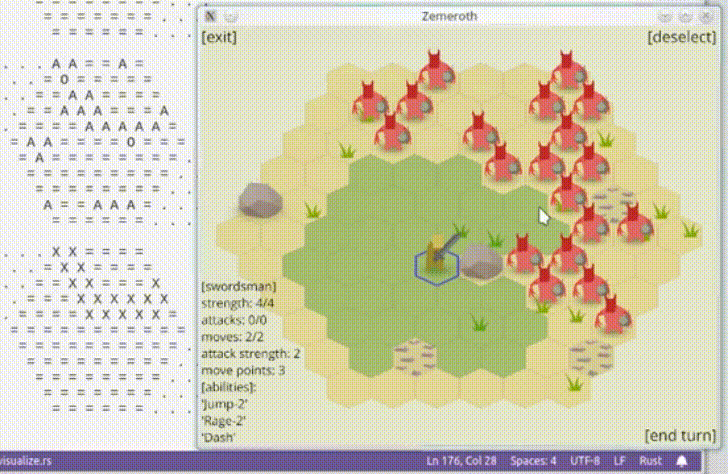 Zemeroth
[exit]
[deselect]
= = = = = =
= = = = =
. . . A A = = A =
. . = O = = = = =
. . = = A A = = = =
. . = = A A A = = = = A
= = = = A A A A A =
= A A = = = = = O = =
= A = = = = = = = =
= = = = = = = = =
= = = = = = = =
A = = A A A =
= = = = = =
. . . X X = = = =
. . = X X = = = =
. . = = X X = = = X
. . = = X X X X X X X
= = = = X X X X X =
= = = = = = = = = = =
= = = = = = = = = =
= = = = = = = = =
= = = = = = = =
= = = = = = =
= = = = = =
[swordsman]
strength: 4/4
attacks: 0/0
moves: 2/2
attack strength: 2
move points: 3
[abilities]:
'Jump-2'
'Rage-2'
'Dash'
[end turn]
visualize.rs
Ln 176, Col 28
Spaces: 4
UTF-8
LF
Rust